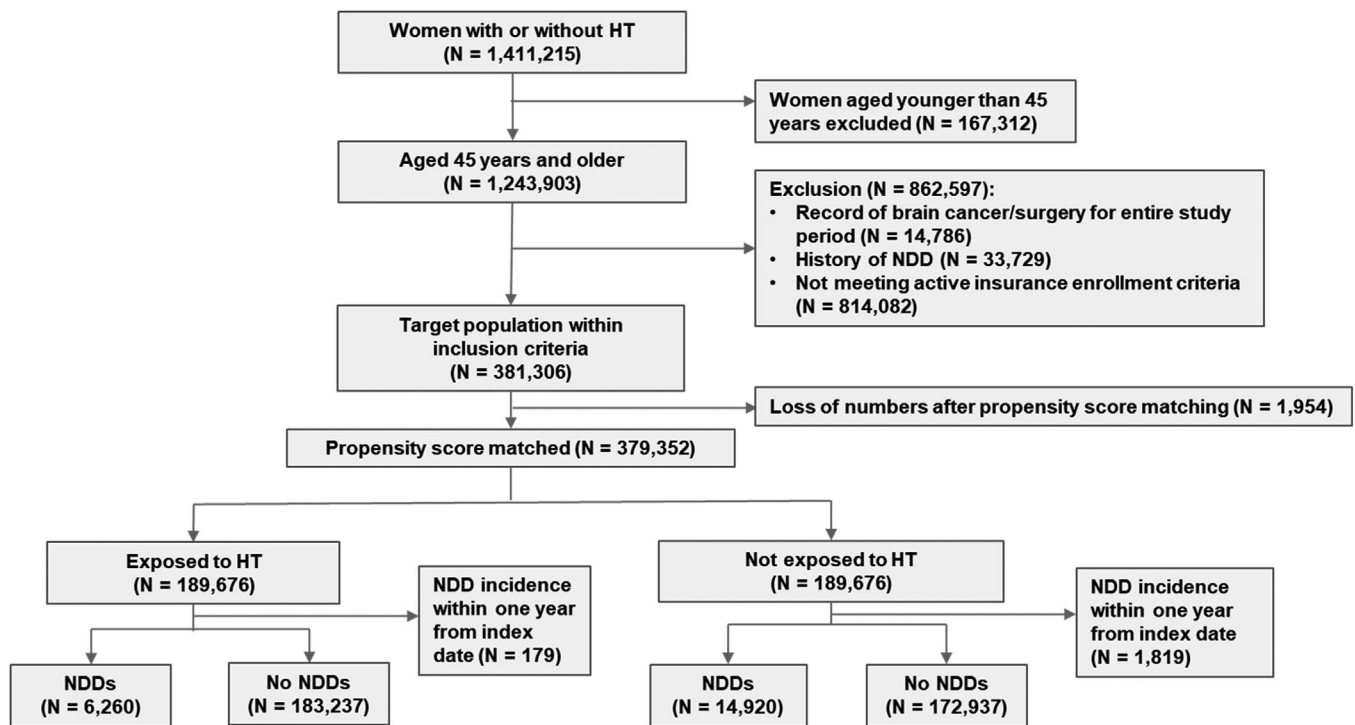 Women with or without HT
(N = 1,411,215)
Women aged younger than 45
years excluded (N = 167,312)
Aged 45 years and older
(N = 1,243,903)
Exclusion (N = 862,597):
• Record of brain cancer/surgery for entire study
period (N = 14,786)
• History of NDD (N = 33,729)
• Not meeting active insurance enrollment criteria
(N = 814,082)
Target population within
inclusion criteria
(N = 381,306)
Loss of numbers after propensity score matching (N = 1,954)
Propensity score matched (N = 379,352)
Exposed to HT
(N = 189,676)
NDD incidence
within one year
from index
date (N = 179)
NDDs
(N = 6,260)
No NDDs
(N = 183,237)
Not exposed to HT
(N = 189,676)
NDD incidence
within one year
from index date
(N = 1,819)
NDDs
(N = 14,920)
No NDDs
(N = 172,937)